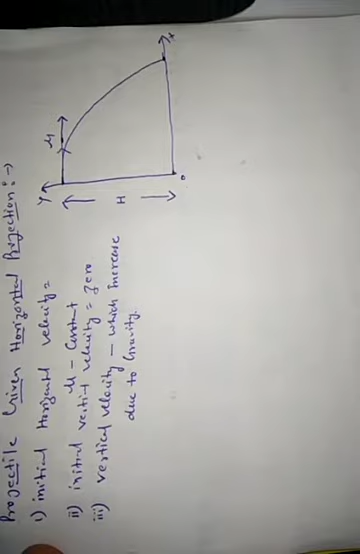 Projectile Given Horizontal Projection :→
i) initial Horizontal velocity =
u - Constant
ii) initial vertical velocity = zero
iii) vertical velocity - which increase
due to Gravity.
Y
u
H
O
X